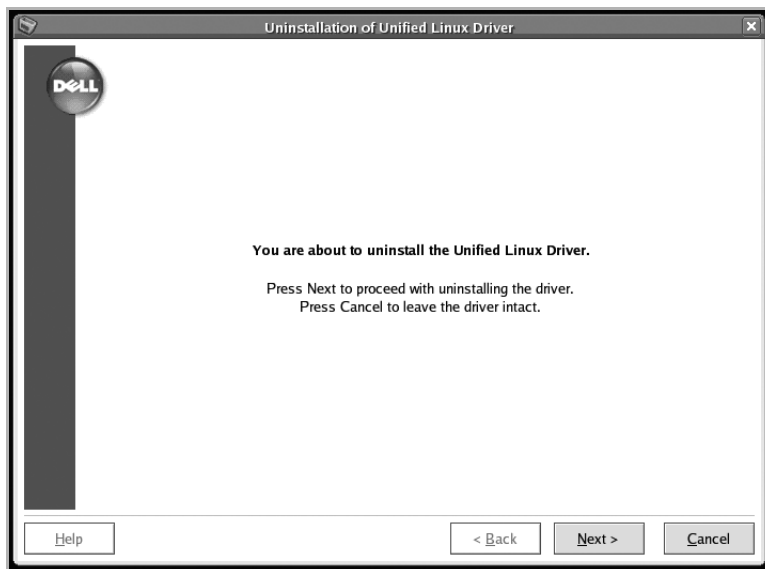 Uninstallation of Unified Linux Driver
DELL
You are about to uninstall the Unified Linux Driver.
Press Next to proceed with uninstalling the driver.
Press Cancel to leave the driver intact.
Help
< Back
Next >
Cancel